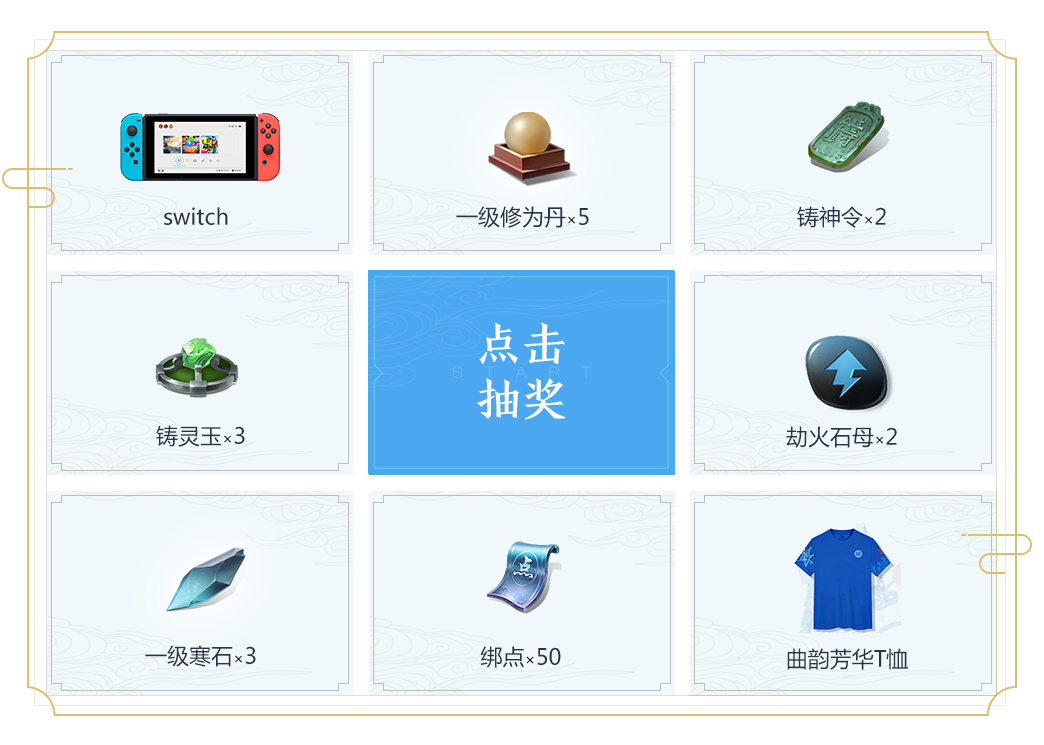 switch
一级修为丹×5
铸神令×2
铸灵玉×3
点击
START
抽奖
劫火石母×2
一级寒石×3
点
绑点×50
曲韵芳华T恤